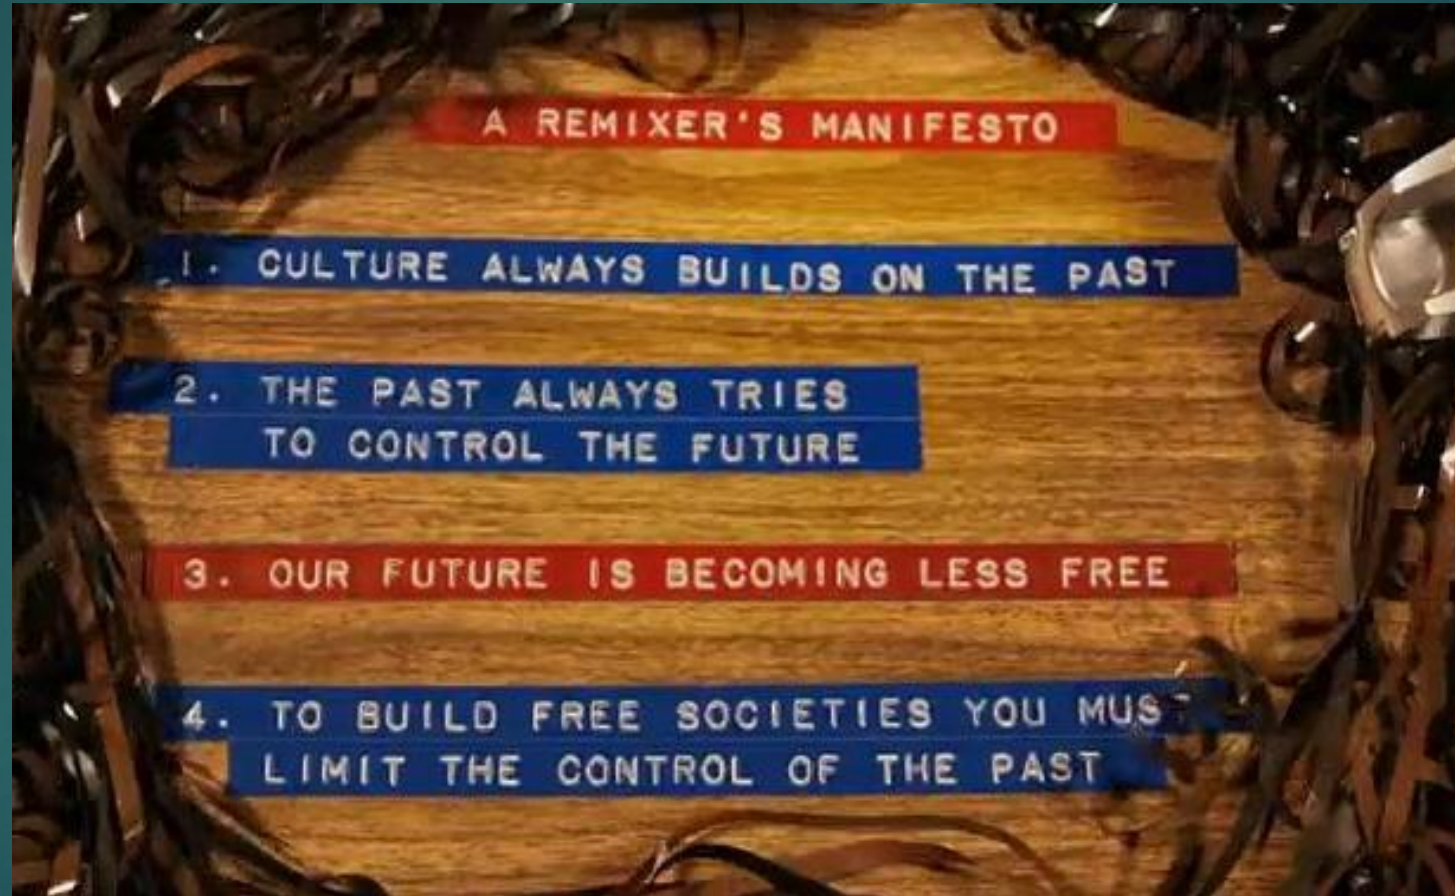 A REMIXER'S MANIFESTO
1. CULTURE ALWAYS BUILDS ON THE PAST
2. THE PAST ALWAYS TRIES
TO CONTROL THE FUTURE
3. OUR FUTURE IS BECOMING LESS FREE
4. TO BUILD FREE SOCIETIES YOU MUST
LIMIT THE CONTROL OF THE PAST